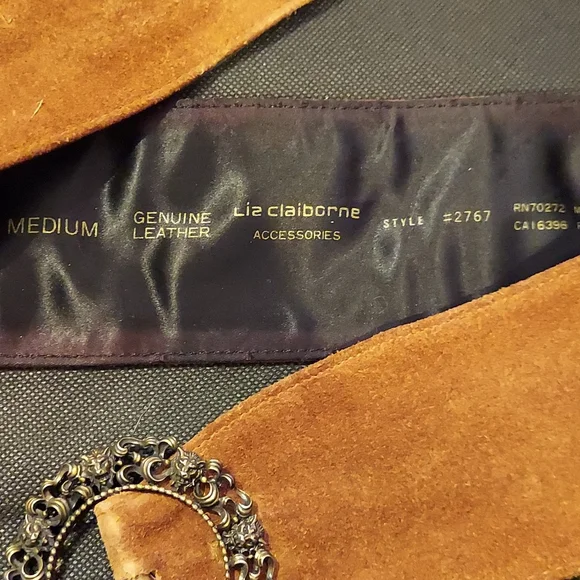 MEDIUM
GENUINE
LEATHER
Liz claiborne
ACCESSORIES
STYLE #2767
RN70272
CA16396